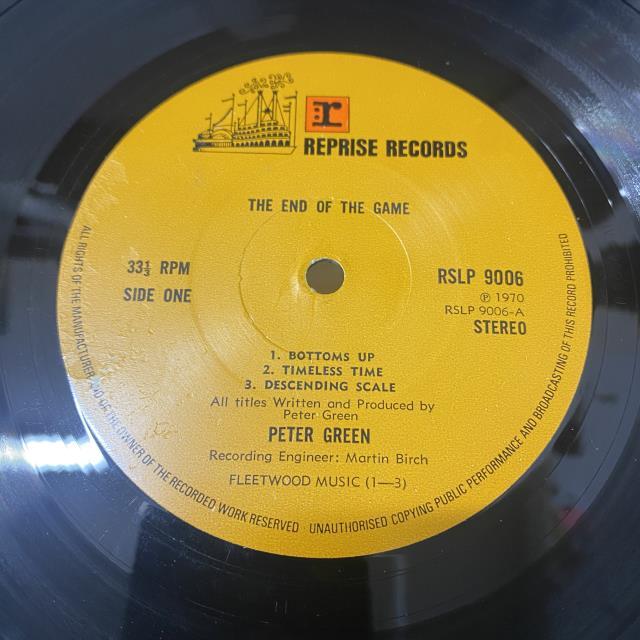 r
REPRISE RECORDS
THE END OF THE GAME
33⅓ RPM
SIDE ONE
RSLP 9006
℗ 1970
RSLP 9006-A
STEREO
1. BOTTOMS UP
2. TIMELESS TIME
3. DESCENDING SCALE
All titles Written and Produced by
Peter Green
PETER GREEN
Recording Engineer: Martin Birch
FLEETWOOD MUSIC (1—3)
ALL RIGHTS OF THE MANUFACTURER AND OF THE OWNER OF THE RECORDED WORK RESERVED UNAUTHORISED COPYING PUBLIC PERFORMANCE AND BROADCASTING OF THIS RECORD PROHIBITED